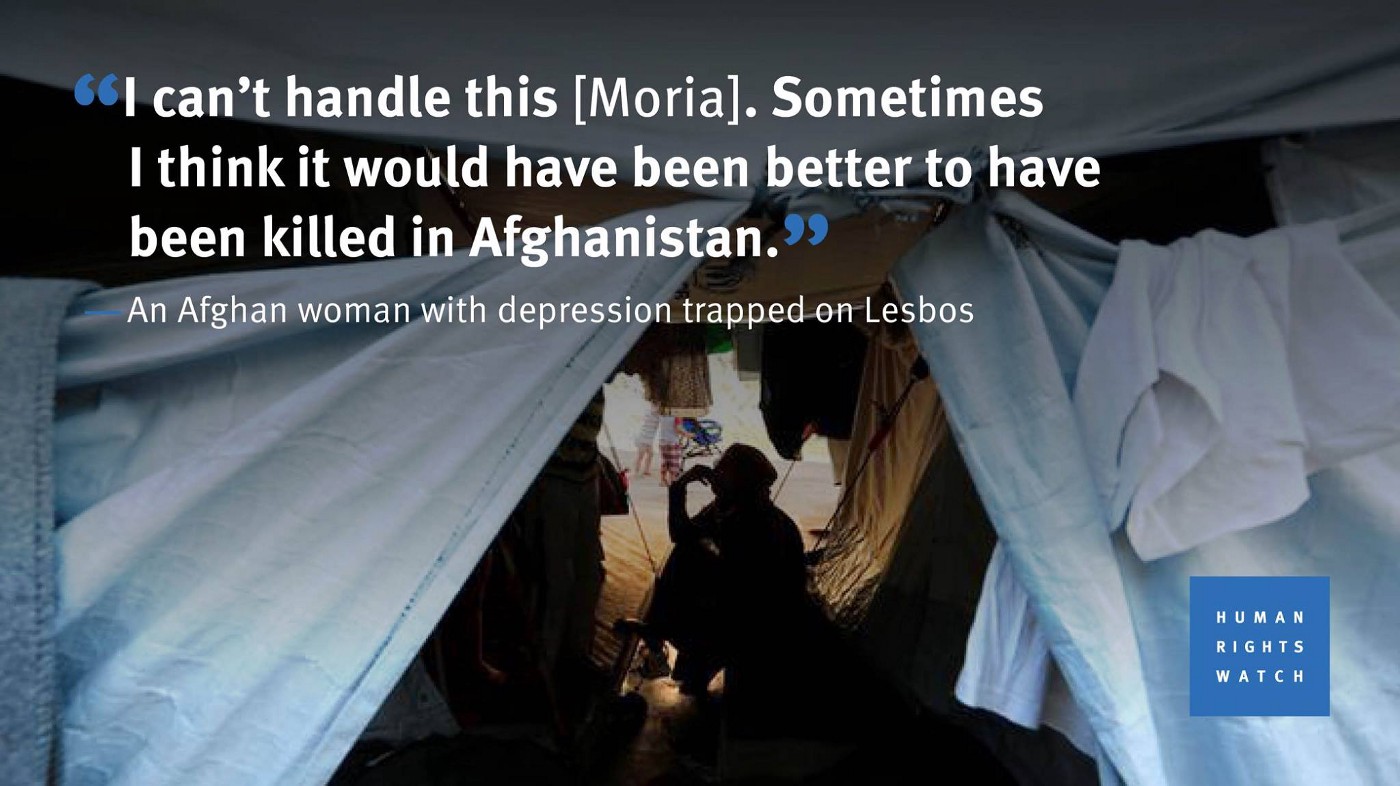 “I can’t handle this [Moria]. Sometimes
I think it would have been better to have
been killed in Afghanistan.”
— An Afghan woman with depression trapped on Lesbos
HUMAN
RIGHTS
WATCH